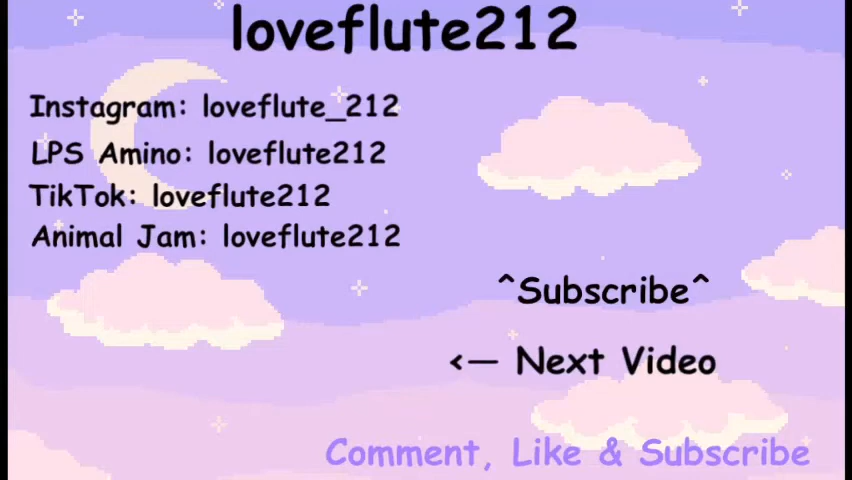 loveflute212
Instagram: loveflute_212
LPS Amino: loveflute212
TikTok: loveflute212
Animal Jam: loveflute212
^Subscribe^
<— Next Video
Comment, Like & Subscribe